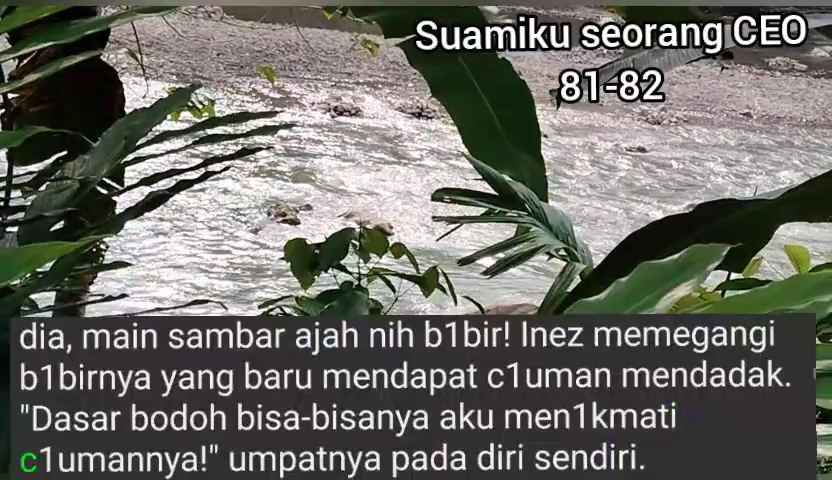 Suamiku seorang CEO
81-82
dia, main sambar ajah nih b1bir! Inez memegangi
b1birnya yang baru mendapat c1uman mendadak.
"Dasar bodoh bisa-bisanya aku men1kmati
c1umannya!" umpatnya pada diri sendiri.